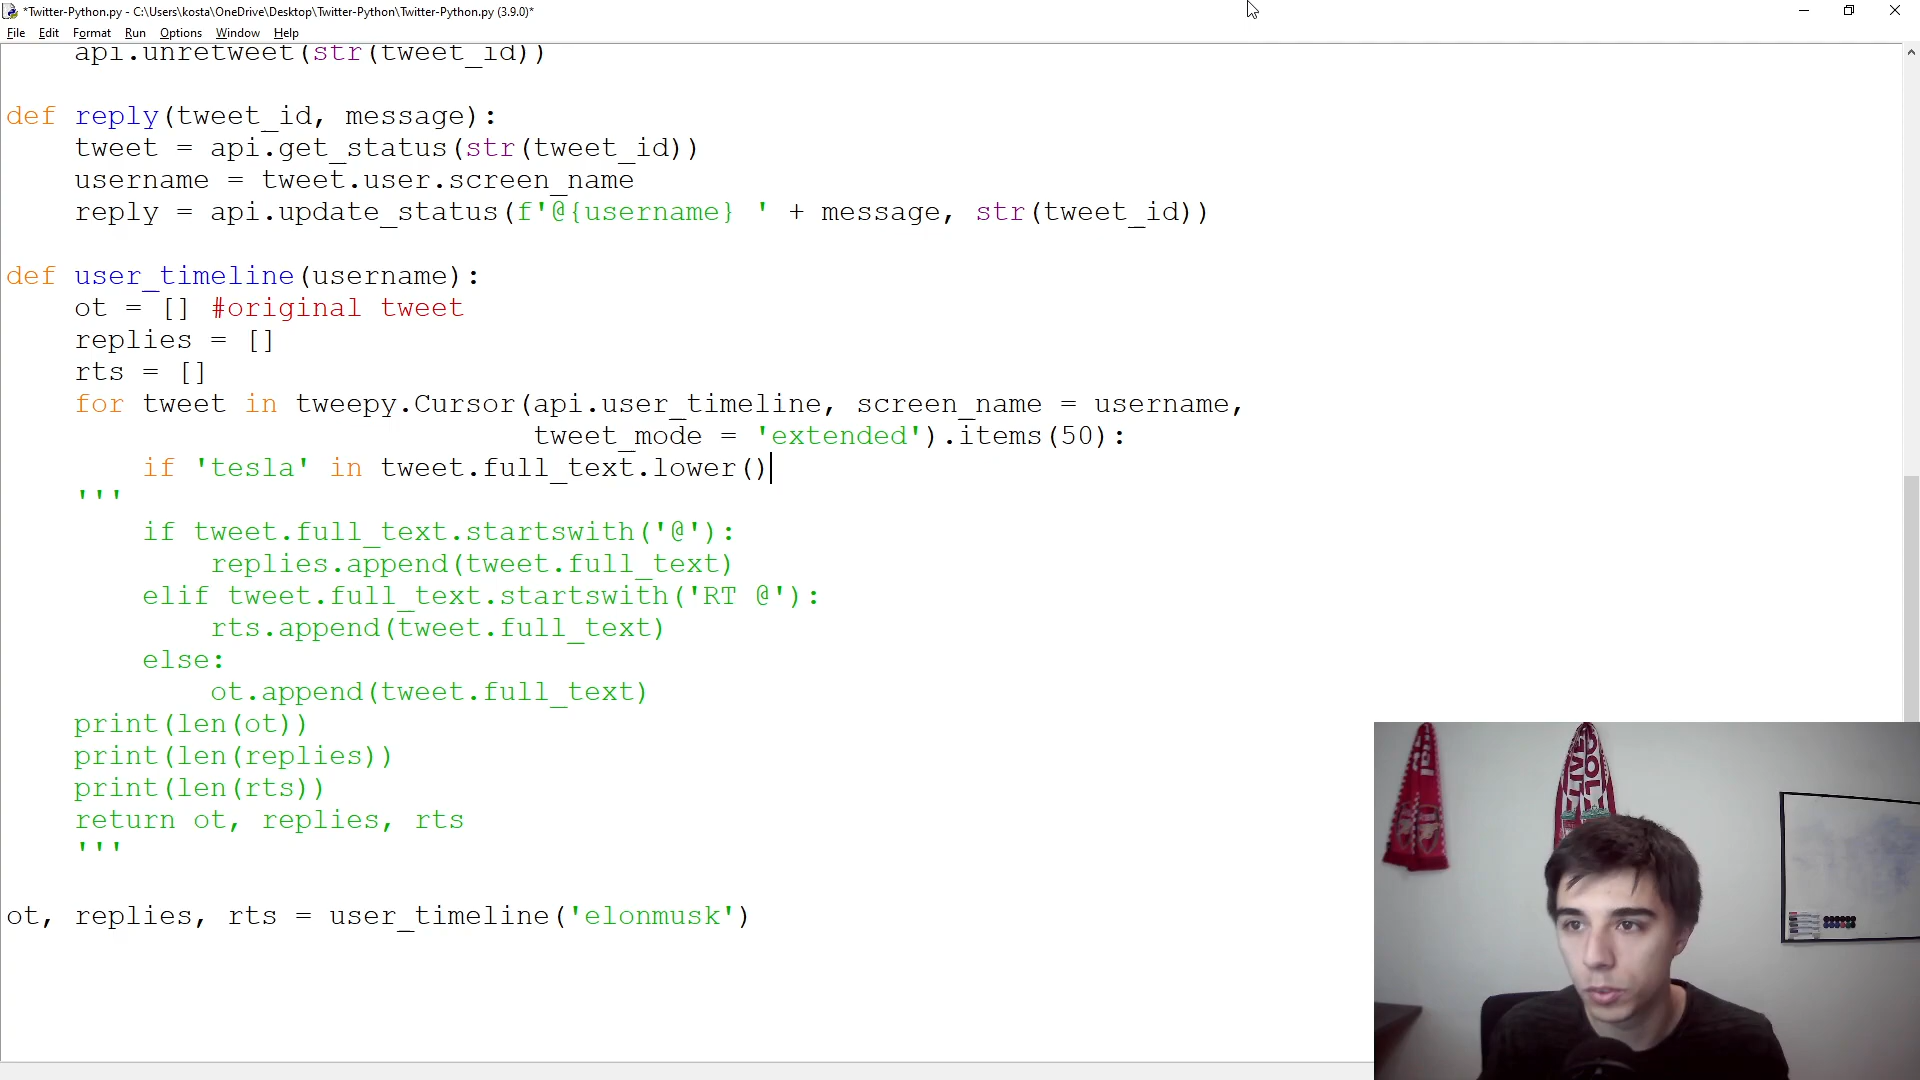 *Twitter-Python.py - C:\Users\kosta\OneDrive\Desktop\Twitter-Python\Twitter-Python.py (3.9.0)*
File Edit Format Run Options Window Help
    api.unretweet(str(tweet_id))

def reply(tweet_id, message):
    tweet = api.get_status(str(tweet_id))
    username = tweet.user.screen_name
    reply = api.update_status(f'@{username} ' + message, str(tweet_id))

def user_timeline(username):
    ot = [] #original tweet
    replies = []
    rts = []
    for tweet in tweepy.Cursor(api.user_timeline, screen_name = username,
                               tweet_mode = 'extended').items(50):
        if 'tesla' in tweet.full_text.lower()
    '''
        if tweet.full_text.startswith('@'):
            replies.append(tweet.full_text)
        elif tweet.full_text.startswith('RT @'):
            rts.append(tweet.full_text)
        else:
            ot.append(tweet.full_text)
    print(len(ot))
    print(len(replies))
    print(len(rts))
    return ot, replies, rts
    '''

ot, replies, rts = user_timeline('elonmusk')